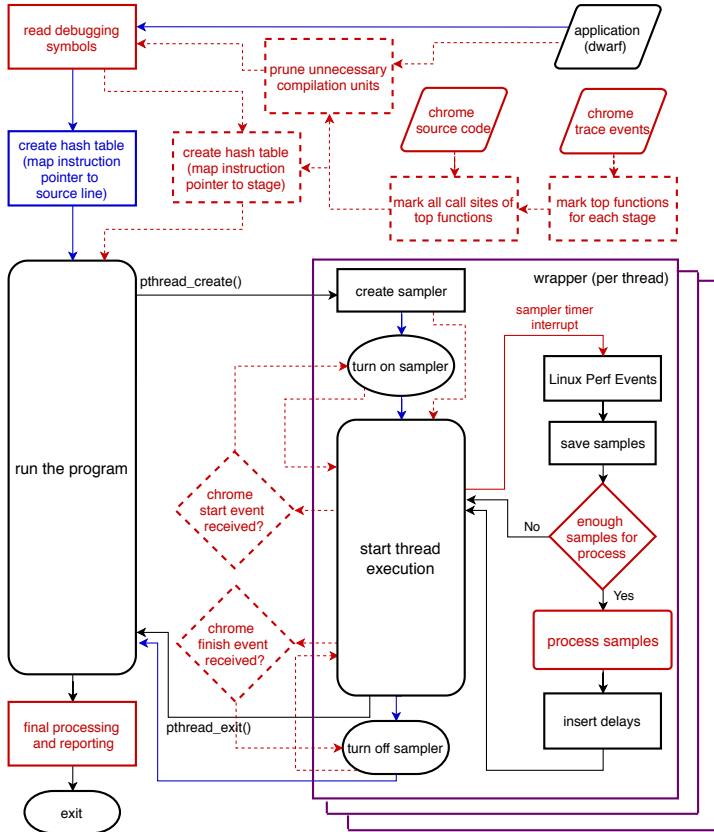 read debugging
symbols
application
(dwarf)
prune unnecessary
compilation units
chrome
source code
chrome
trace events
create hash table
(map instruction
pointer to
source line)
create hash table
(map instruction
pointer to stage)
mark all call sites of
top functions
mark top functions
for each stage
pthread_create()
wrapper (per thread)
create sampler
sampler timer
interrupt
turn on sampler
Linux Perf Events
save samples
run the program
chrome
start event
received?
start thread
execution
No
enough
samples for
process
Yes
chrome
finish event
received?
process samples
final processing
and reporting
pthread_exit()
turn off sampler
insert delays
exit